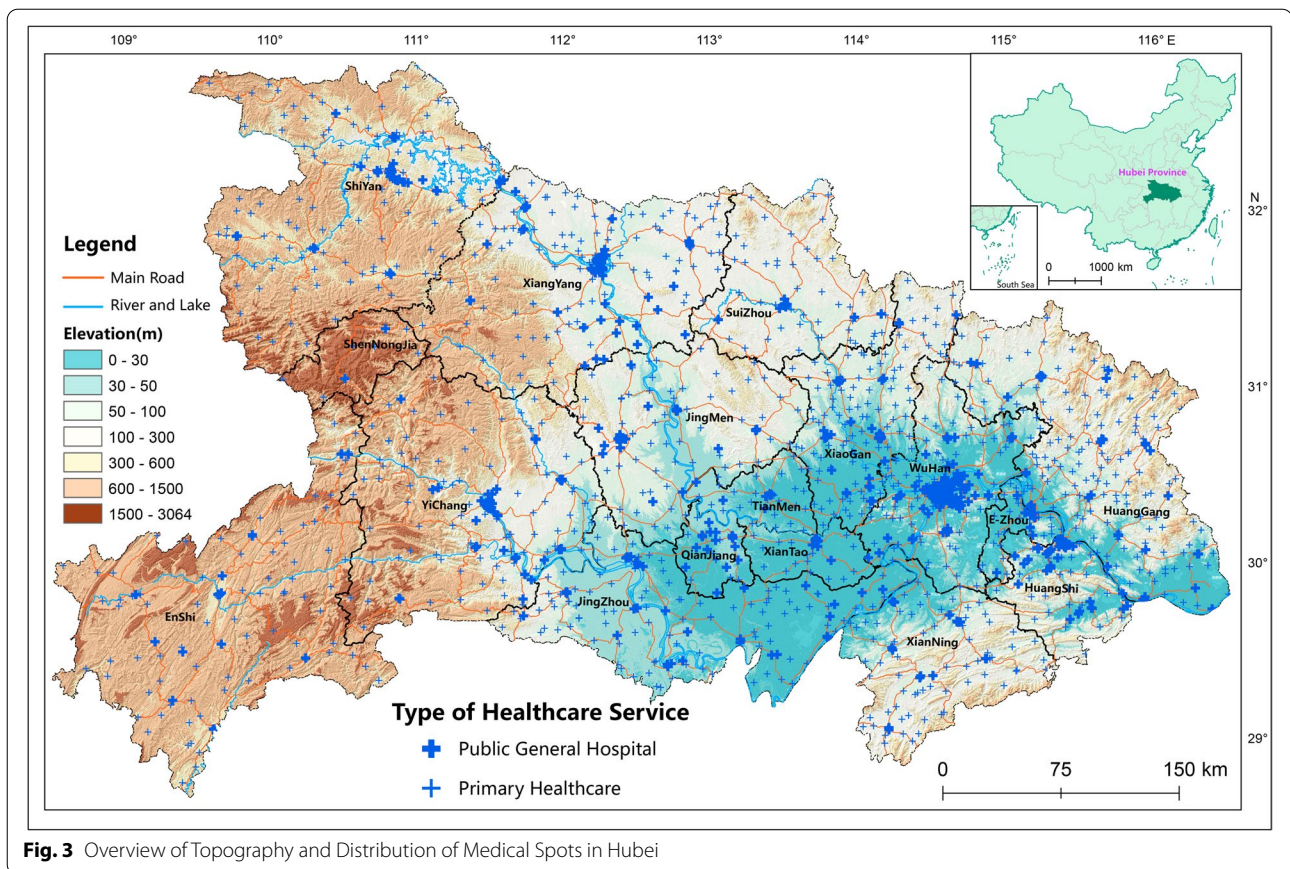 109° 110° 111° 112° 113° 114° 115° 116° E
N
32°
31°
30°
29°
Hubei Province
0 1000 km
South Sea
Legend
Main Road
River and Lake
Elevation(m)
0 - 30
30 - 50
50 - 100
100 - 300
300 - 600
600 - 1500
1500 - 3064
ShiYan
XiangYang
SuiZhou
ShenNongJia
JingMen
XiaoGan
WuHan
YiChang
TianMen
HuangGang
E-Zhou
QianJiang
XianTao
HuangShi
JingZhou
EnShi
XianNing
Type of Healthcare Service
Public General Hospital
Primary Healthcare
0 75 150 km
Fig. 3 Overview of Topography and Distribution of Medical Spots in Hubei